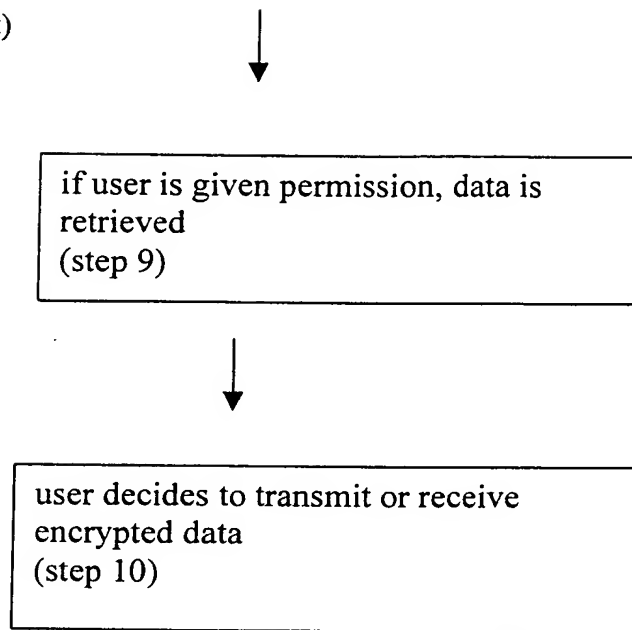 if user is given permission, data is
retrieved
(step 9)
user decides to transmit or receive
encrypted data
(step 10)